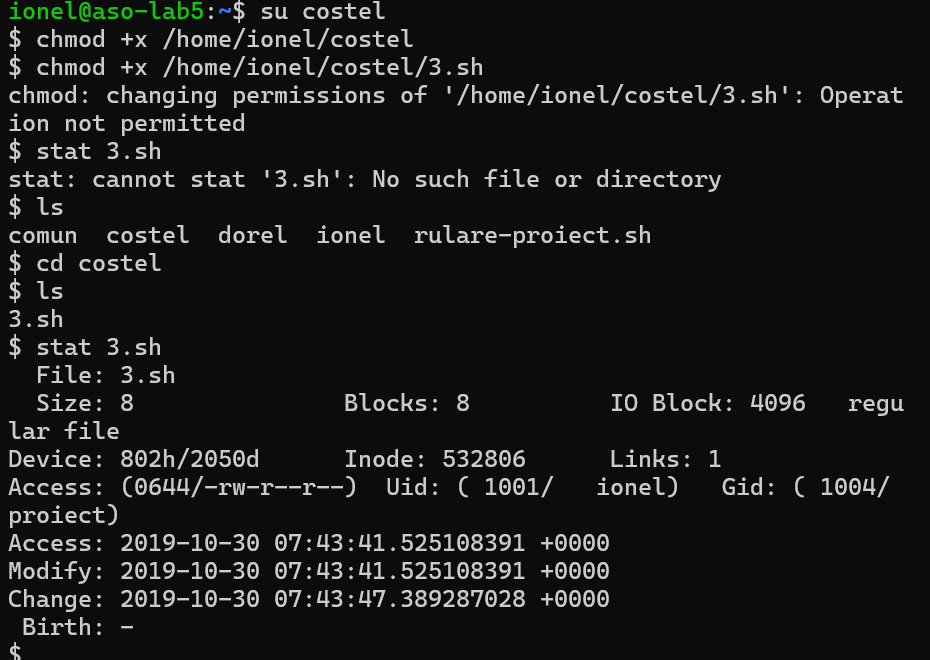 ionel@aso-lab5:~$ su costel
$ chmod +x /home/ionel/costel
$ chmod +x /home/ionel/costel/3.sh
chmod: changing permissions of '/home/ionel/costel/3.sh': Operat
ion not permitted
$ stat 3.sh
stat: cannot stat '3.sh': No such file or directory
$ ls
comun  costel  dorel  ionel  rulare-proiect.sh
$ cd costel
$ ls
3.sh
$ stat 3.sh
  File: 3.sh
  Size: 8               Blocks: 8          IO Block: 4096   regu
lar file
Device: 802h/2050d      Inode: 532806      Links: 1
Access: (0644/-rw-r--r--)  Uid: ( 1001/   ionel)   Gid: ( 1004/
proiect)
Access: 2019-10-30 07:43:41.525108391 +0000
Modify: 2019-10-30 07:43:41.525108391 +0000
Change: 2019-10-30 07:43:47.389287028 +0000
 Birth: -
$